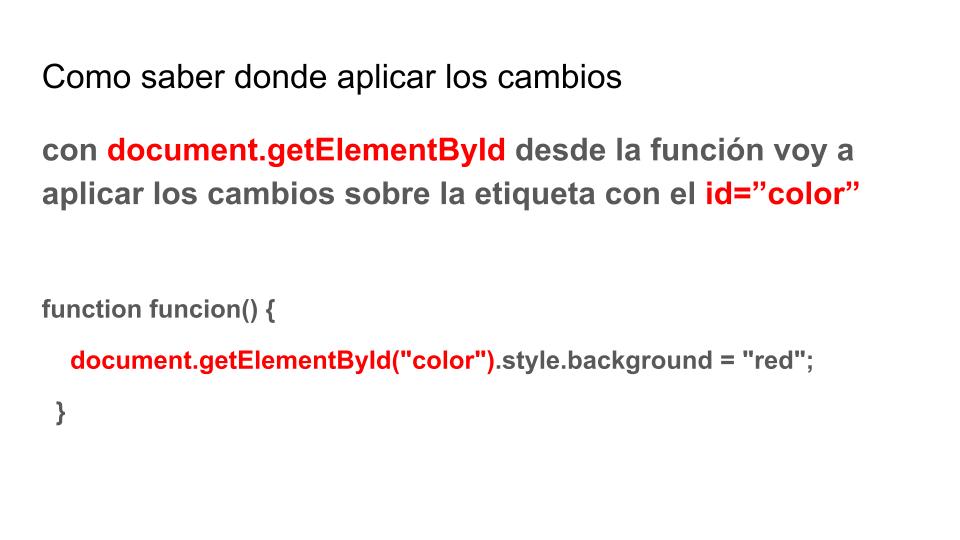 Como saber donde aplicar los cambios
con document.getElementById desde la función voy a
aplicar los cambios sobre la etiqueta con el id=”color”
function funcion() {
document.getElementById("color").style.background = "red";
}